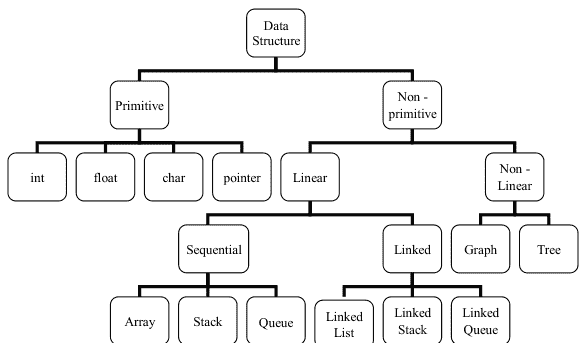 Data
Structure
Primitive
Non -
primitive
int
float
char
pointer
Linear
Non -
Linear
Sequential
Linked
Graph
Tree
Array
Stack
Queue
Linked
List
Linked
Stack
Linked
Queue